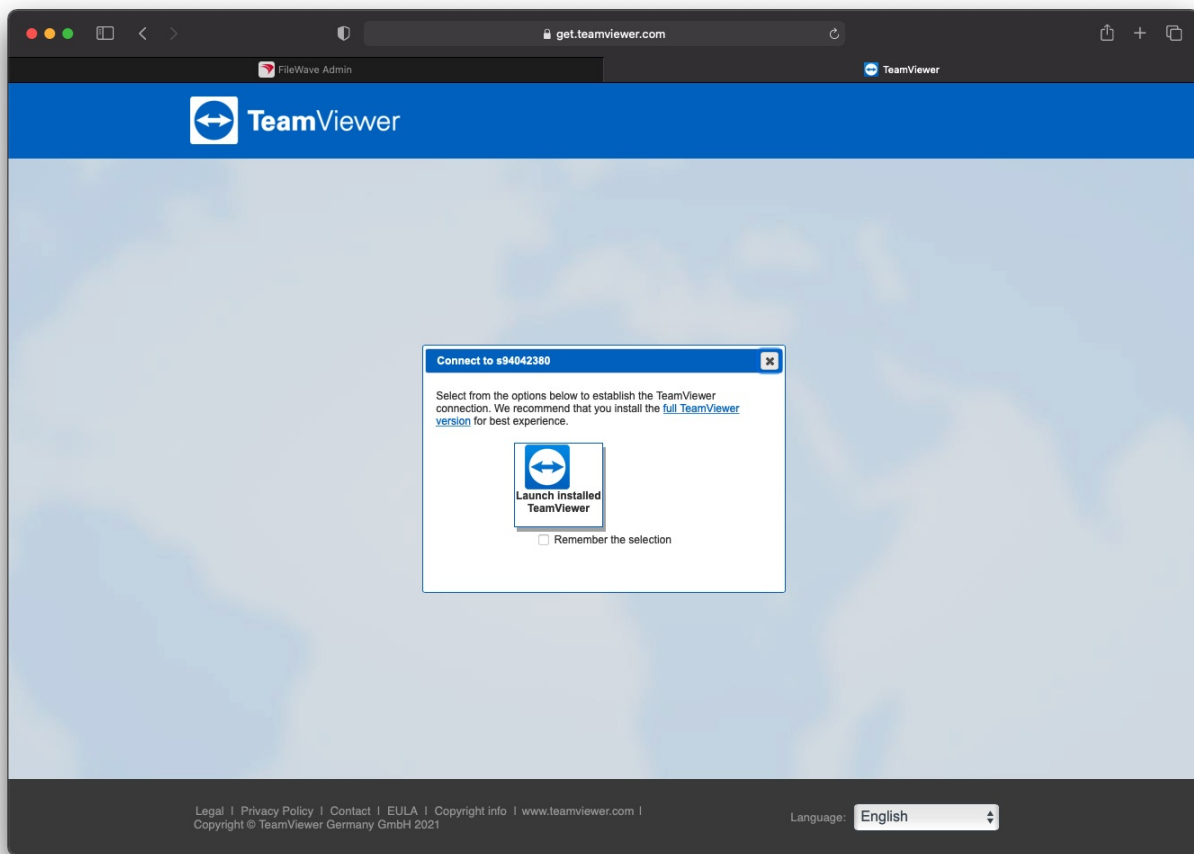 get.teamviewer.com
FileWave Admin
TeamViewer
TeamViewer
Connect to s94042380
Select from the options below to establish the TeamViewer
connection. We recommend that you install the full TeamViewer
version for best experience.
Launch installed
TeamViewer
Remember the selection
Legal | Privacy Policy | Contact | EULA | Copyright info | www.teamviewer.com |
Copyright © TeamViewer Germany GmbH 2021
Language: English